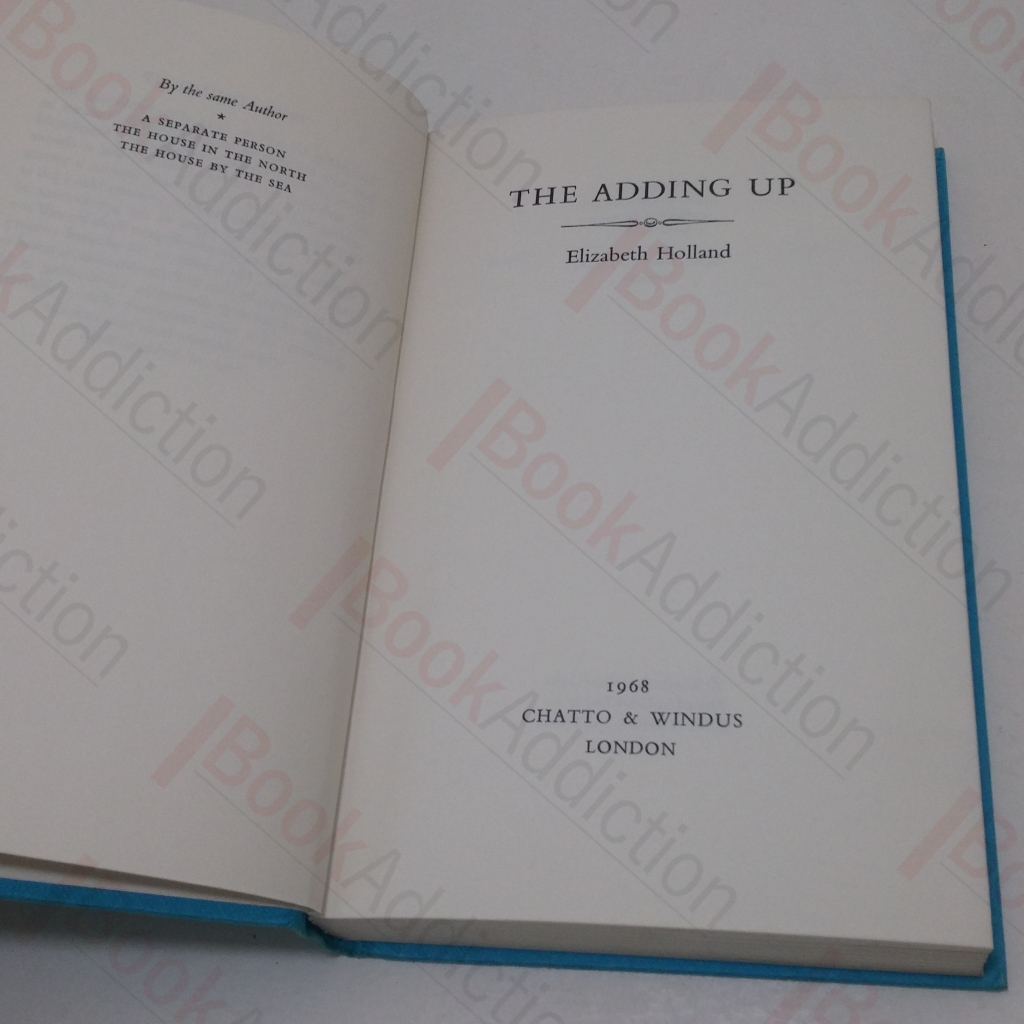 By the same Author
★
A SEPARATE PERSON
THE HOUSE IN THE NORTH
THE HOUSE BY THE SEA
THE ADDING UP
Elizabeth Holland
1968
CHATTO & WINDUS
LONDON
BookAddiction